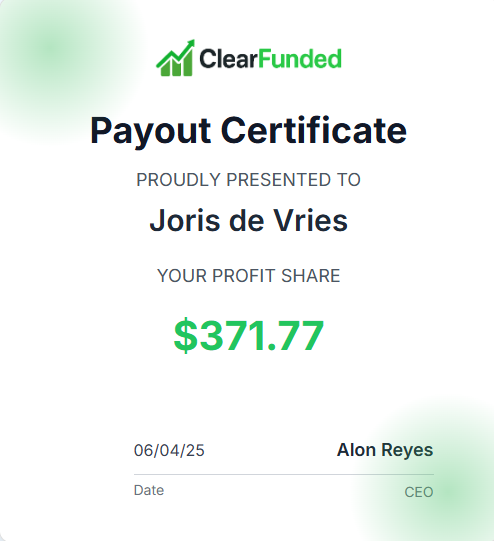 ClearFunded
Payout Certificate
PROUDLY PRESENTED TO
Joris de Vries
YOUR PROFIT SHARE
$371.77
06/04/25 Alon Reyes
Date CEO